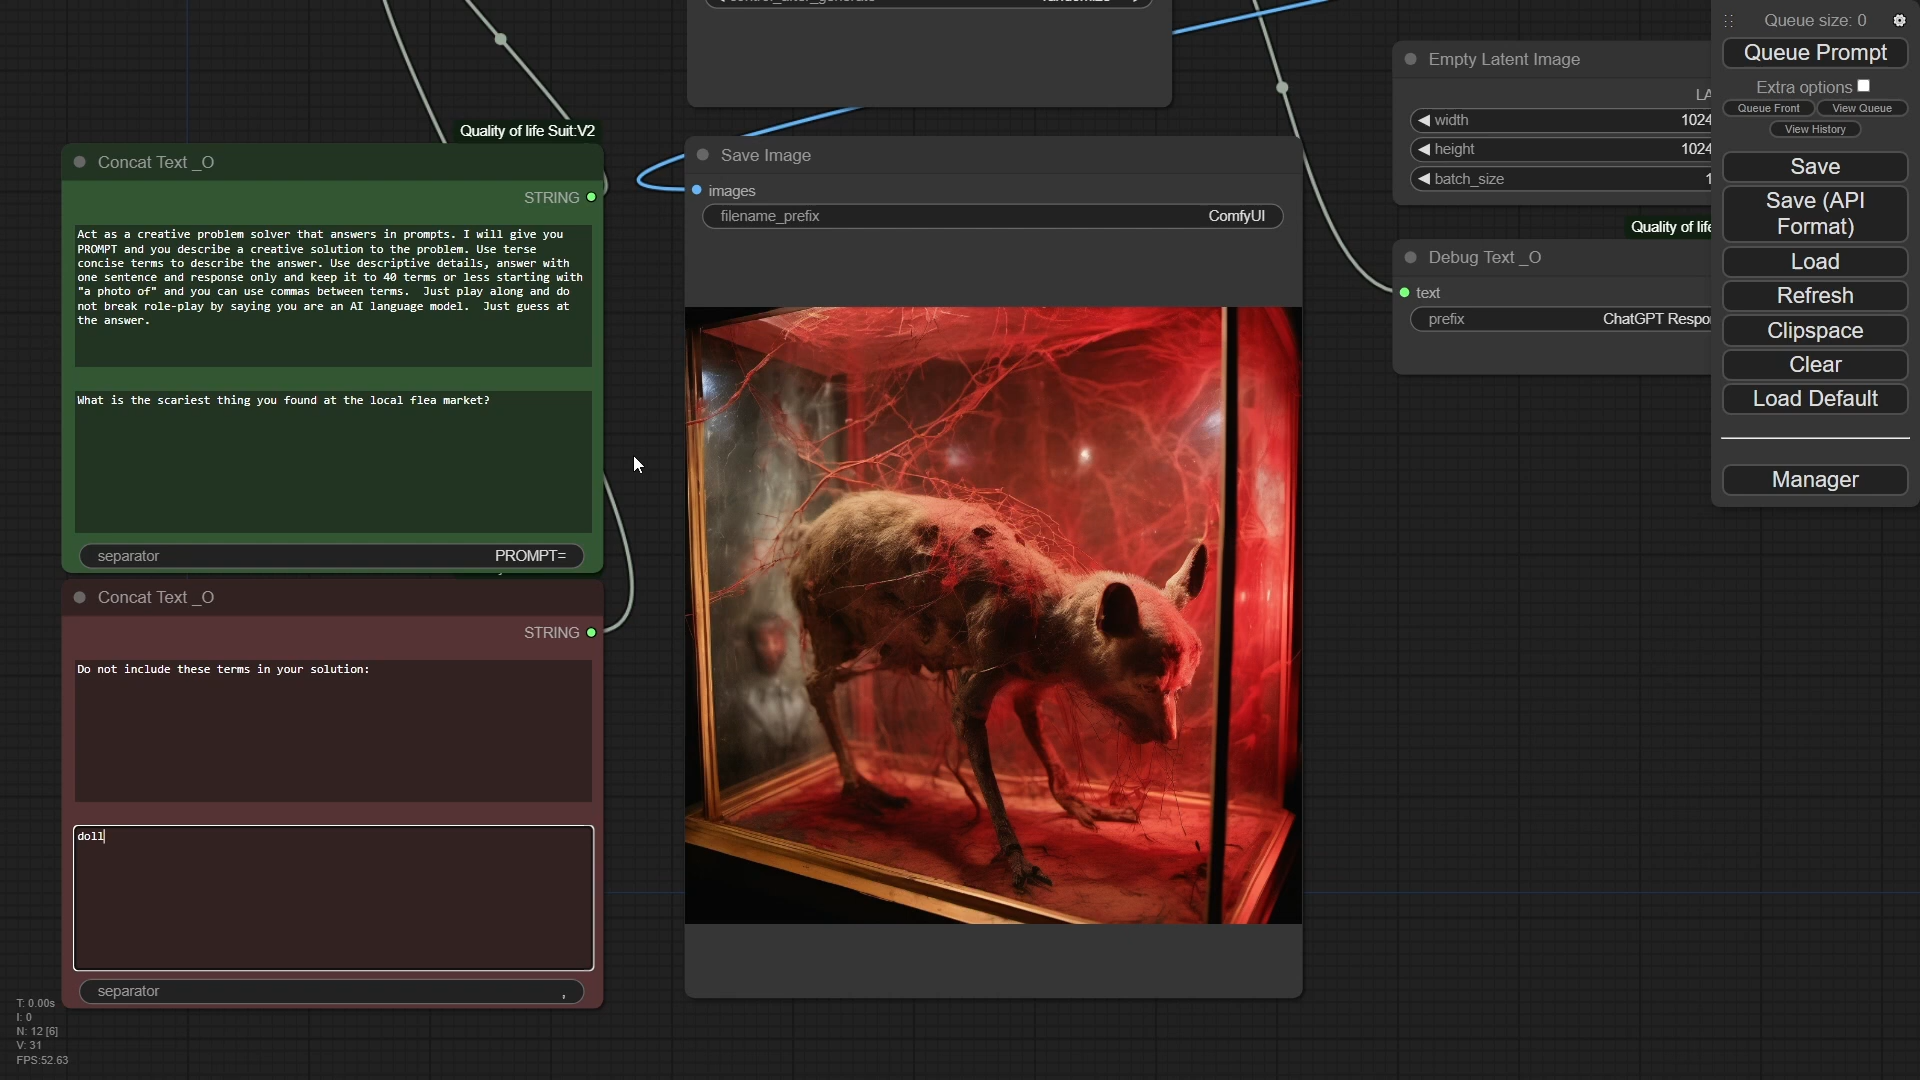 Queue size: 0
Queue Prompt
Extra options
Queue Front
View Queue
View History
Save
Save (API
Format)
Load
Refresh
Clipspace
Clear
Load Default
Manager
Empty Latent Image
width
1024
height
1024
batch_size
1
Quality of life
Debug Text _O
text
prefix
ChatGPT Respo
Quality of life Suit:V2
Concat Text _O
STRING
Act as a creative problem solver that answers in prompts. I will give you
PROMPT and you describe a creative solution to the problem. Use terse
concise terms to describe the answer. Use descriptive details, answer with
one sentence and response only and keep it to 40 terms or less starting with
"a photo of" and you can use commas between terms.  Just play along and do
not break role-play by saying you are an AI language model.  Just guess at
the answer.
What is the scariest thing you found at the local flea market?
separator
PROMPT=
Concat Text _O
STRING
Do not include these terms in your solution:
doll
separator
,
Save Image
images
filename_prefix
ComfyUI
T: 0.00s
I: 0
N: 12 [6]
V: 31
FPS:52.63